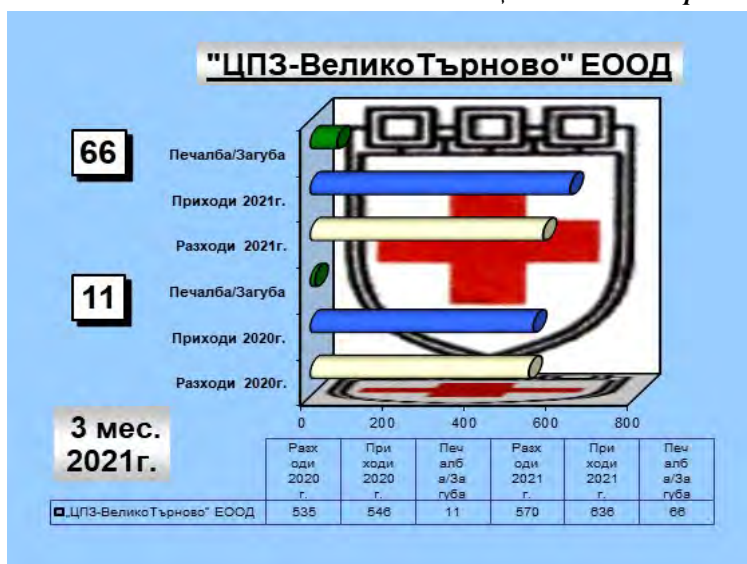 "ЦПЗ-ВеликоТърново" ЕООД
66
Печалба/Загуба
Приходи 2021г.
Разходи 2021г.
11
Печалба/Загуба
Приходи 2020г.
Разходи 2020г.
3 мес.
2021г.
0 200 400 600 800
Разх При Печ Разх При Печ
оди ходи алб оди ходи алб
2020 2020 а/За 2021 2021 а/За
г. г. губа г. г. губа
„ЦПЗ-ВеликоТърново" ЕООД 535 546 11 570 636 66